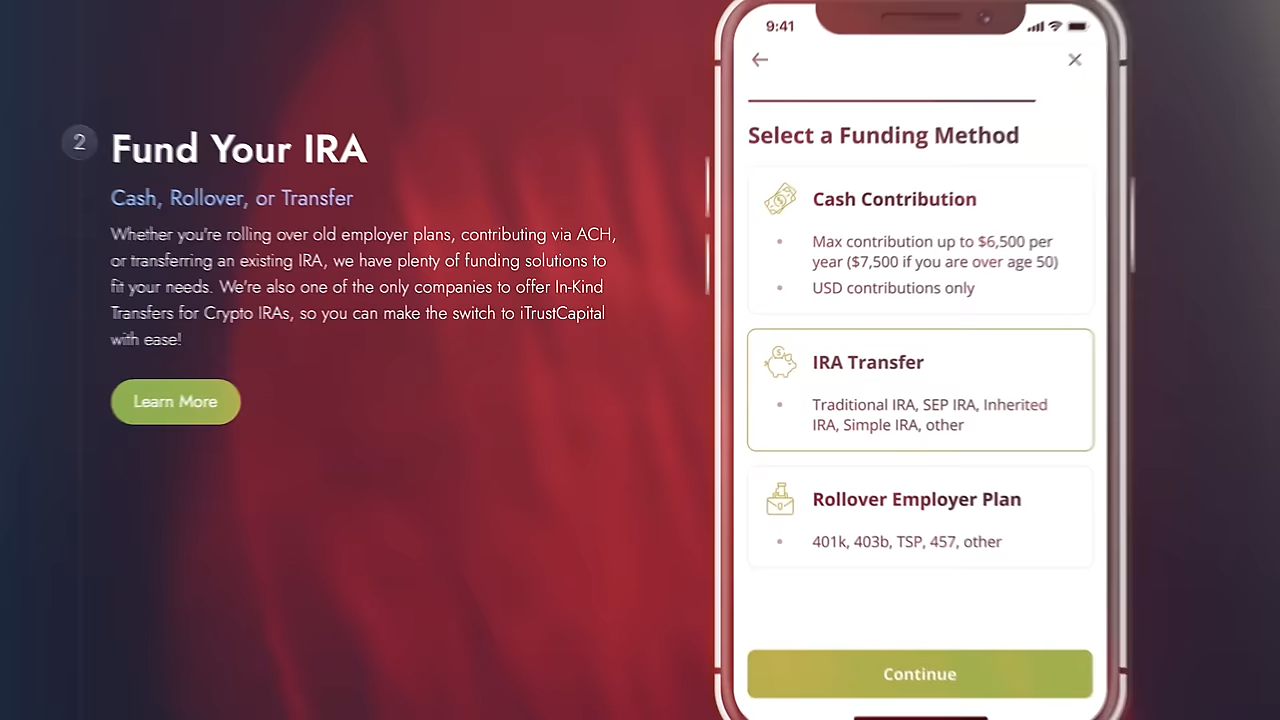 2
Fund Your IRA
Cash, Rollover, or Transfer
Whether you're rolling over old employer plans, contributing via ACH,
or transferring an existing IRA, we have plenty of funding solutions to
fit your needs. We're also one of the only companies to offer In-Kind
Transfers for Crypto IRAs, so you can make the switch to iTrustCapital
with ease!
Learn More
9:41
Select a Funding Method
Cash Contribution
• Max contribution up to $6,500 per
year ($7,500 if you are over age 50)
• USD contributions only
IRA Transfer
• Traditional IRA, SEP IRA, Inherited
IRA, Simple IRA, other
Rollover Employer Plan
• 401k, 403b, TSP, 457, other
Continue